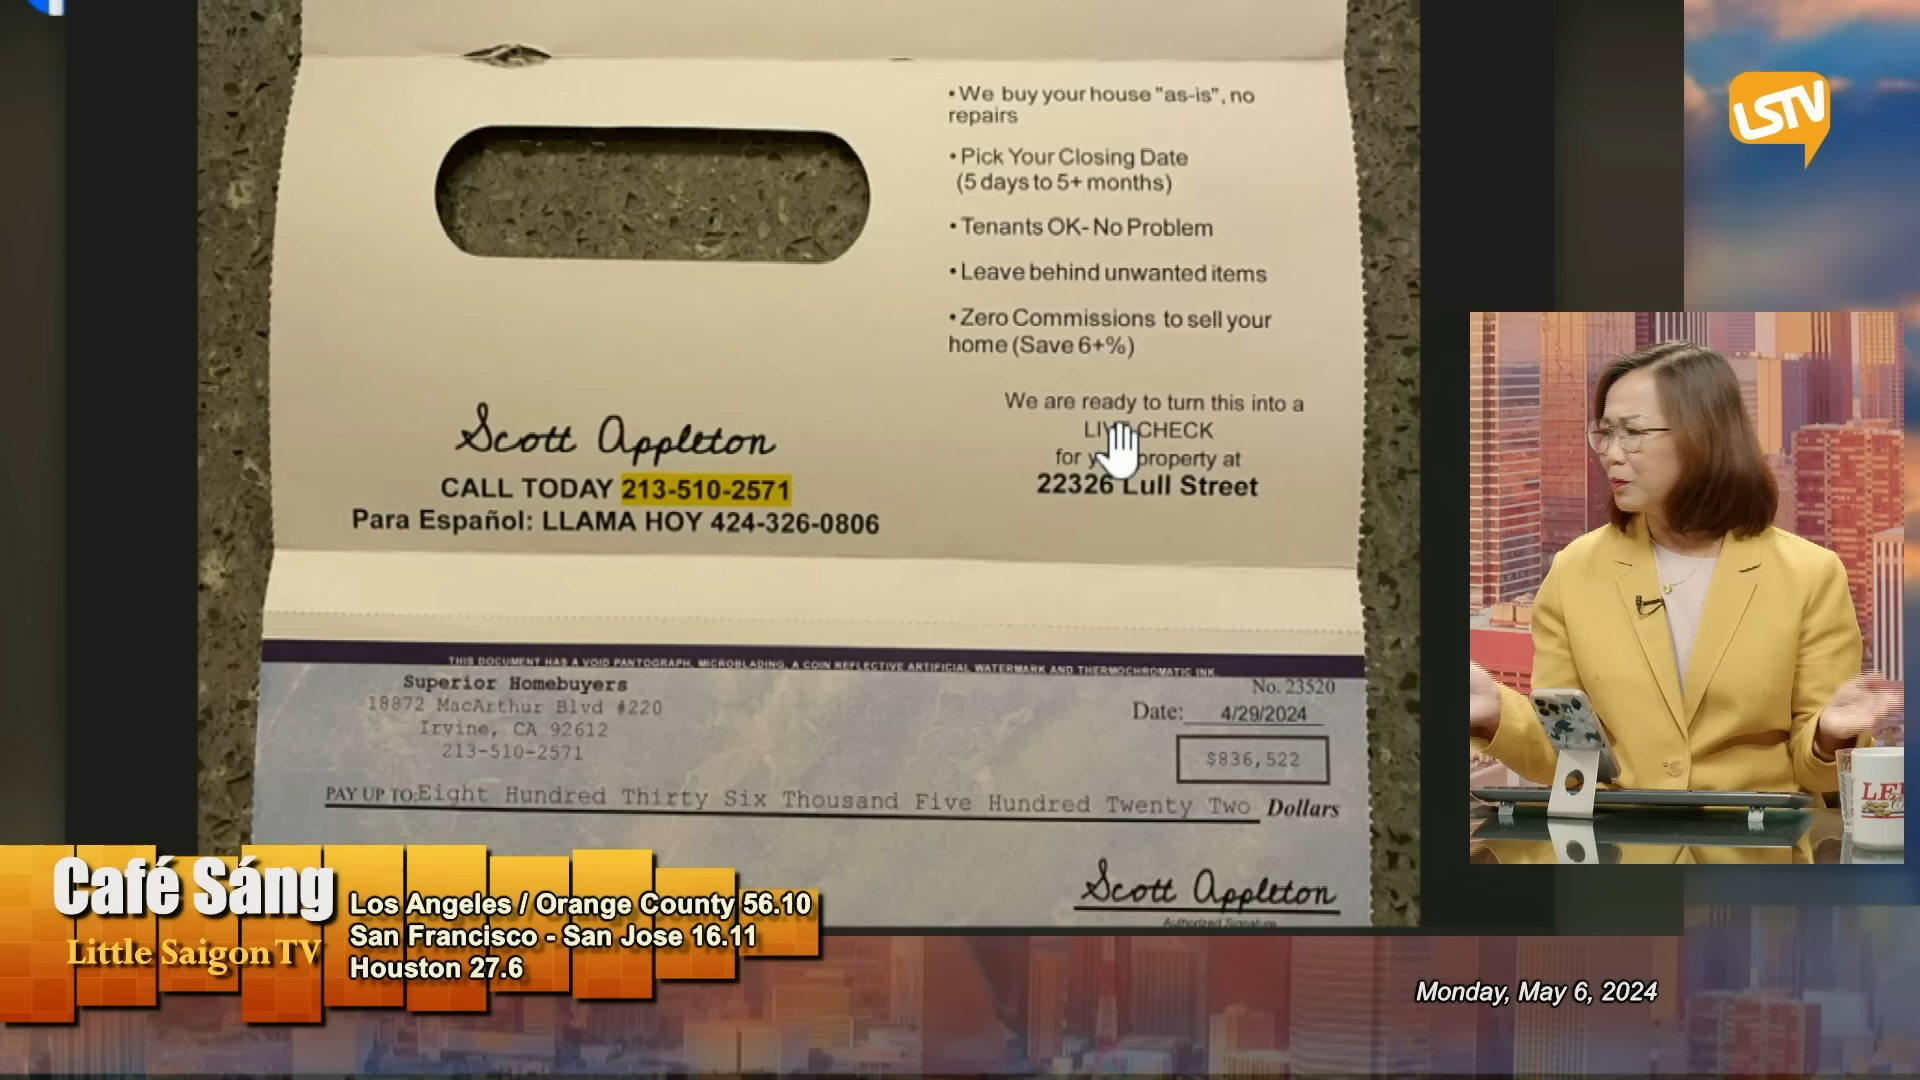 • We buy your house "as-is", no
repairs
• Pick Your Closing Date
(5 days to 5+ months)
• Tenants OK- No Problem
• Leave behind unwanted items
• Zero Commissions to sell your
home (Save 6+%)
We are ready to turn this into a
CHECK
for property at
22326 Lull Street
Scott Appleton
CALL TODAY 213-510-2571
Para Español: LLAMA HOY 424-326-0806
THIS DOCUMENT HAS A VOID PANTOGRAPH, MICROBLADING, A COIN REFLECTIVE ARTIFICIAL WATERMARK AND THERMOCHROMATIC INK.
Superior Homebuyers
18872 MacArthur Blvd #220
Irvine, CA 92612
213-510-2571
No. 23520
Date: 4/29/2024
$836,522
PAY UP TO: Eight Hundred Thirty Six Thousand Five Hundred Twenty Two Dollars
Scott Appleton
Authorized Signature
LSTV
Café Sáng
Little Saigon TV
Los Angeles / Orange County 56.10
San Francisco - San Jose 16.11
Houston 27.6
Monday, May 6, 2024